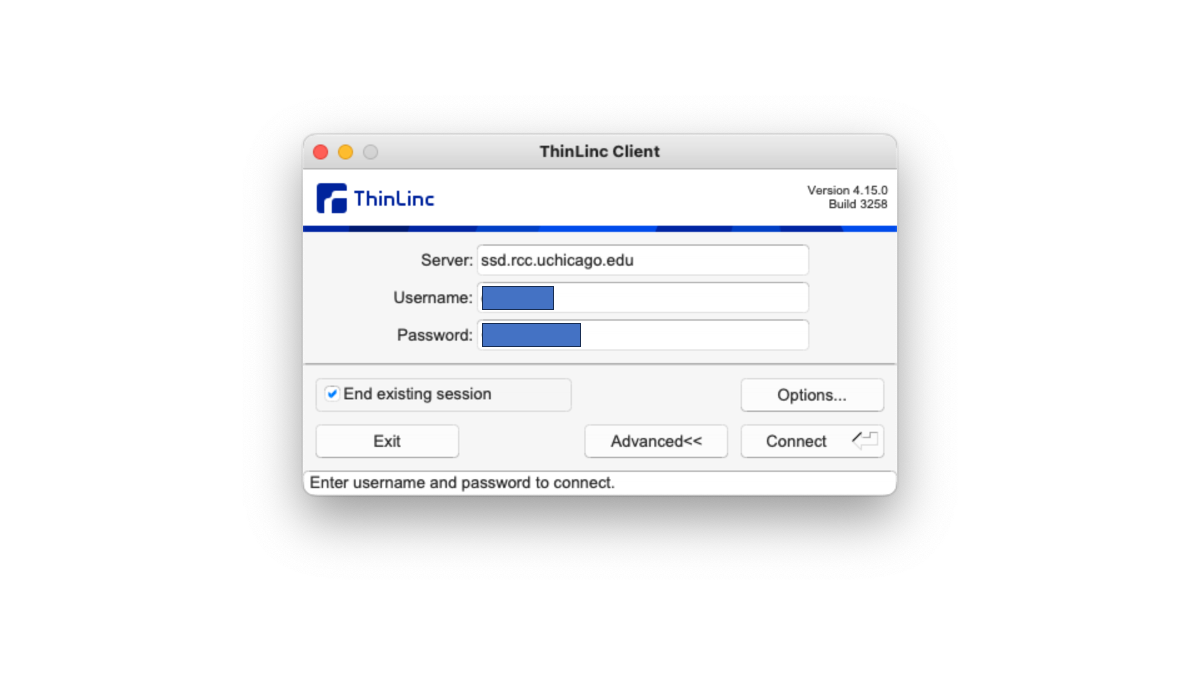 ThinLinc Client
ThinLinc
Version 4.15.0
Build 3258
Server: ssd.rcc.uchicago.edu
Username:
Password:
End existing session
Options...
Exit
Advanced<<
Connect
Enter username and password to connect.